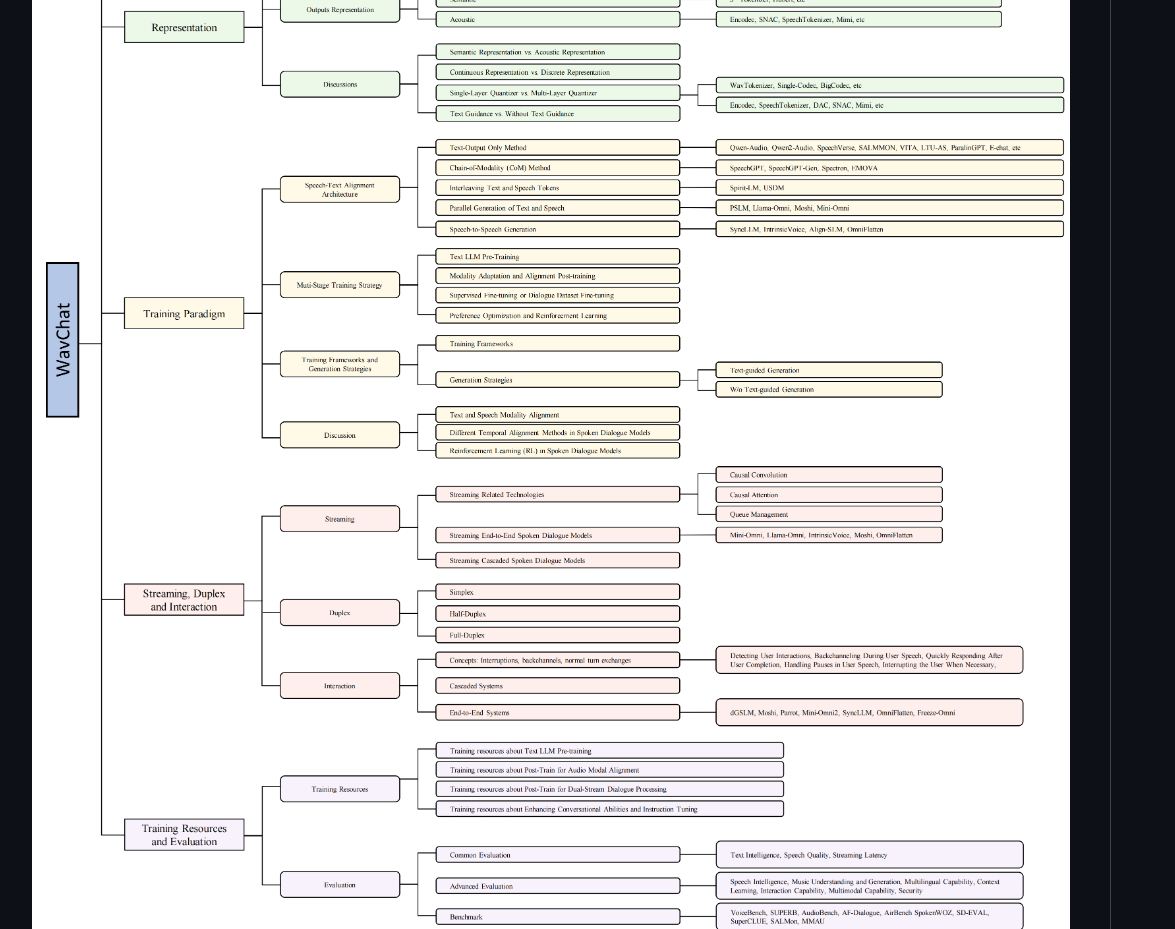 WavChat
Representation
Outputs Representation
Acoustic
Encodec, SNAC, SpeechTokenizer, Mimi, etc
Discussions
Semantic Representation vs. Acoustic Representation
Continuous Representation vs. Discrete Representation
Single-Layer Quantizer vs. Multi-Layer Quantizer
WavTokenizer, Single-Codec, BigCodec, etc
Encodec, SpeechTokenizer, DAC, SNAC, Mimi, etc
Text Guidance vs. Without Text Guidance
Training Paradigm
Speech-Text Alignment
Architecture
Text-Output Only Method
Qwen-Audio, Qwen2-Audio, SpeechVerse, SALMMON, VITA, LTU-AS, ParalinGPT, E-chat, etc
Chain-of-Modality (CoM) Method
SpeechGPT, SpeechGPT-Gen, Spectron, EMOVA
Interleaving Text and Speech Tokens
Spirit-LM, USDM
Parallel Generation of Text and Speech
PSLM, Llama-Omni, Moshi, Mini-Omni
Speech-to-Speech Generation
SyncLLM, IntrinsicVoice, Align-SLM, OmniFlatten
Muti-Stage Training Strategy
Text LLM Pre-Training
Modality Adaptation and Alignment Post-training
Supervised Fine-tuning or Dialogue Dataset Fine-tuning
Preference Optimization and Reinforcement Learning
Training Frameworks and
Generation Strategies
Training Frameworks
Generation Strategies
Text-guided Generation
W/o Text-guided Generation
Discussion
Text and Speech Modality Alignment
Different Temporal Alignment Methods in Spoken Dialogue Models
Reinforcement Learning (RL) in Spoken Dialogue Models
Streaming, Duplex
and Interaction
Streaming
Streaming Related Technologies
Causal Convolution
Causal Attention
Queue Management
Streaming End-to-End Spoken Dialogue Models
Mini-Omni, Llama-Omni, IntrinsicVoice, Moshi, OmniFlatten
Streaming Cascaded Spoken Dialogue Models
Duplex
Simplex
Half-Duplex
Full-Duplex
Interaction
Concepts: Interruptions, backchannels, normal turn exchanges
Detecting User Interactions, Backchanneling During User Speech, Quickly Responding After
User Completion, Handling Pauses in User Speech, Interrupting the User When Necessary,
Cascaded Systems
End-to-End Systems
dGSLM, Moshi, Parrot, Mini-Omni2, SyncLLM, OmniFlatten, Freeze-Omni
Training Resources
and Evaluation
Training Resources
Training resources about Text LLM Pre-training
Training resources about Post-Train for Audio Modal Alignment
Training resources about Post-Train for Dual-Stream Dialogue Processing
Training resources about Enhancing Conversational Abilities and Instruction Tuning
Evaluation
Common Evaluation
Text Intelligence, Speech Quality, Streaming Latency
Advanced Evaluation
Speech Intelligence, Music Understanding and Generation, Multilingual Capability, Context
Learning, Interaction Capability, Multimodal Capability, Security
Benchmark
VoiceBench, SUPERB, AudioBench, AF-Dialogue, AirBench SpokenWOZ, SD-EVAL,
SuperCLUE, SALMon, MMAU